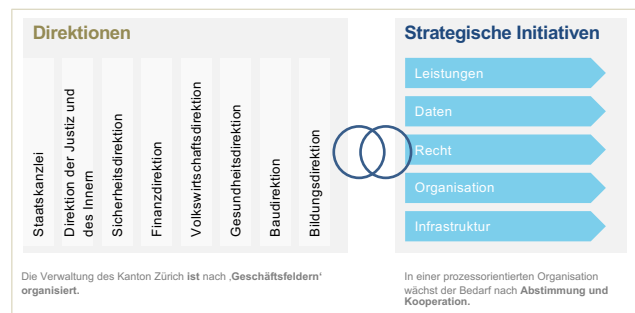 Direktionen
Staatskanzlei
Direktion der Justiz und
des Innern
Sicherheitsdirektion
Finanzdirektion
Volkswirtschaftsdirektion
Gesundheitsdirektion
Baudirektion
Bildungsdirektion
Die Verwaltung des Kanton Zürich ist nach ‚Geschäftsfeldern‘
organisiert.
Strategische Initiativen
Leistungen
Daten
Recht
Organisation
Infrastruktur
In einer prozessorientierten Organisation
wächst der Bedarf nach Abstimmung und
Kooperation.